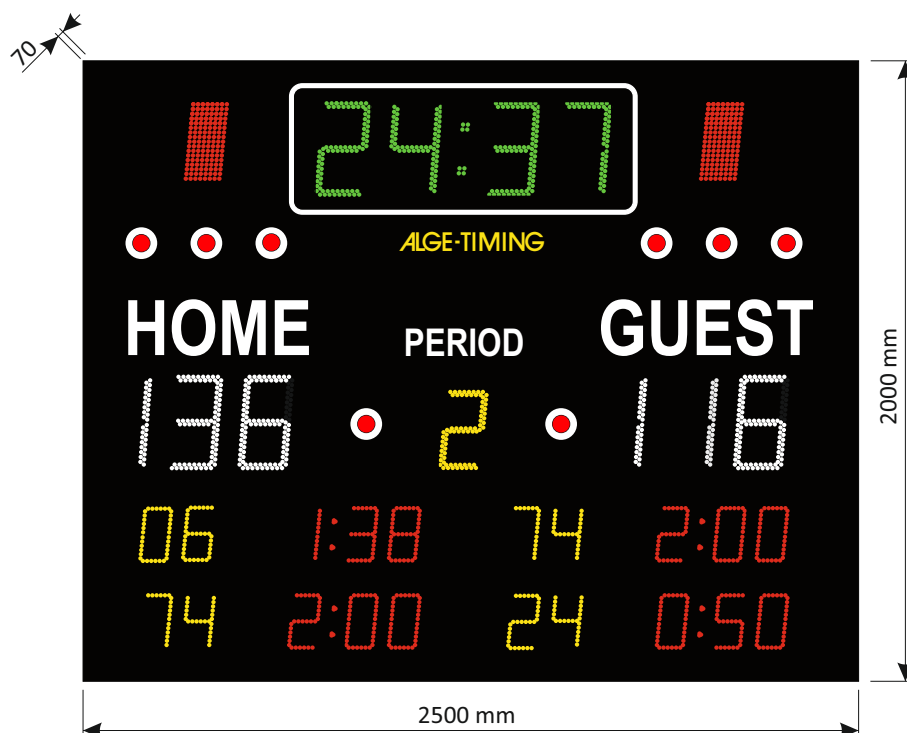 70
24:37
ALGE-TIMING
HOME
GUEST
PERIOD
2000 mm
136
2
116
06 1:38 74 2:00
74 2:00 24 0:50
2500 mm